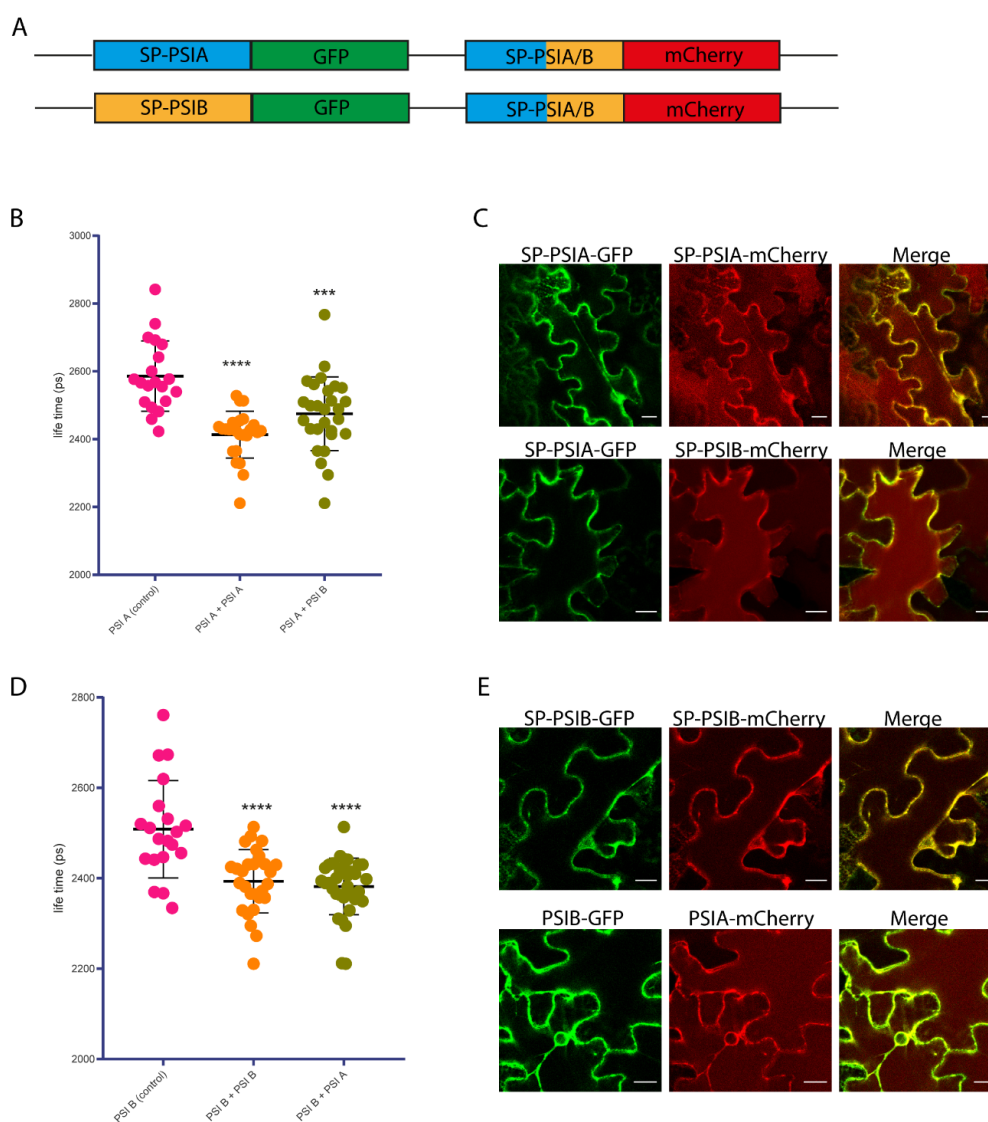 A
SP-PSIA GFP SP-PSIA/B mCherry
SP-PSIB GFP SP-PSIA/B mCherry
B
3000
2800
2600
2400
2200
2000
life time (ps)
****
***
PSI A (control)
PSI A + PSI A
PSI A + PSI B
C
SP-PSIA-GFP SP-PSIA-mCherry Merge
SP-PSIA-GFP SP-PSIB-mCherry Merge
D
2800
2600
2400
2200
2000
life time (ps)
****
****
PSI B (control)
PSI B + PSI B
PSI B + PSI A
E
SP-PSIB-GFP SP-PSIB-mCherry Merge
PSIB-GFP PSIA-mCherry Merge